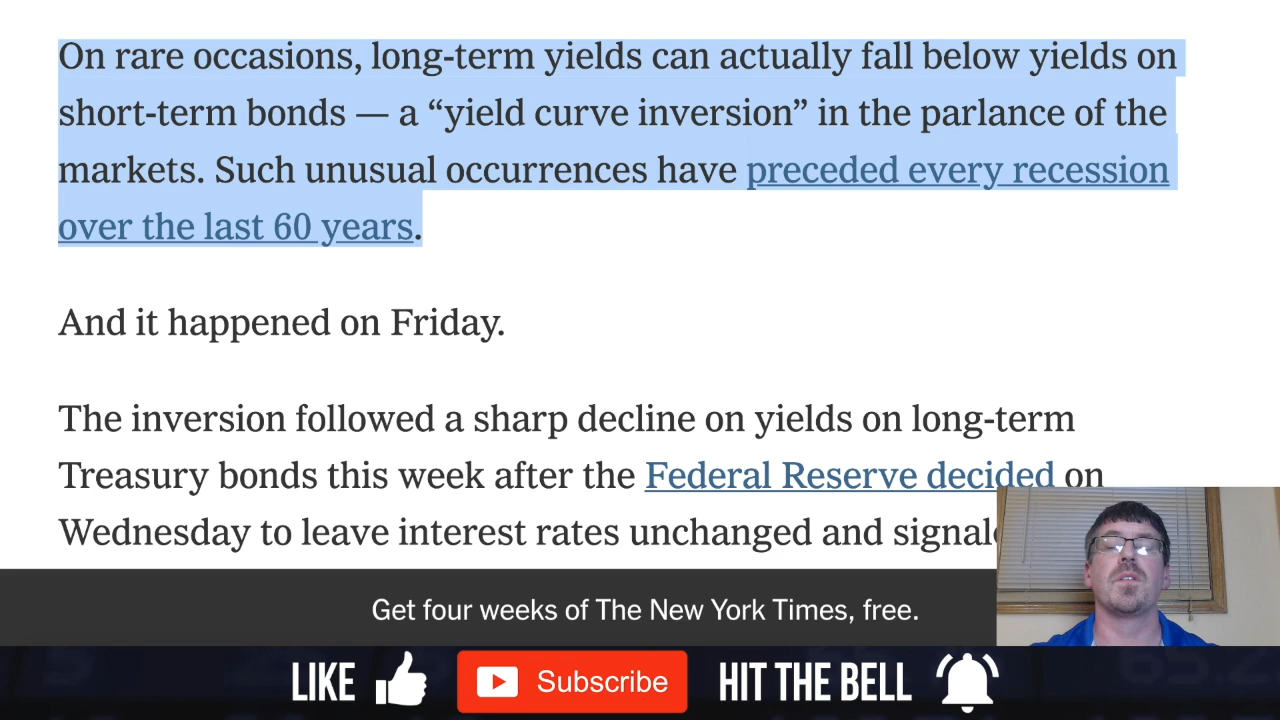 On rare occasions, long-term yields can actually fall below yields on
short-term bonds — a “yield curve inversion” in the parlance of the
markets. Such unusual occurrences have preceded every recession
over the last 60 years.
And it happened on Friday.
The inversion followed a sharp decline on yields on long-term
Treasury bonds this week after the Federal Reserve decided on
Wednesday to leave interest rates unchanged and
Get four weeks of The New York Times, free.
LIKE Subscribe HIT THE BELL